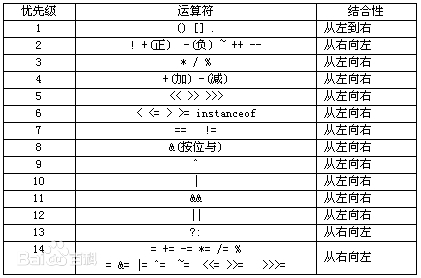 优先级 运算符 结合性
1 () [] . 从左到右
2 ! +(正) -(负) ~ ++ -- 从右向左
3 * / % 从左向右
4 +(加) -(减) 从左向右
5 << >> >>> 从左向右
6 < <= > >= instanceof 从左向右
7 == != 从左向右
8 &(按位与) 从左向右
9 ^ 从左向右
10 | 从左向右
11 && 从左向右
12 || 从左向右
13 ?: 从右向左
14 = += -= *= /= % 从右向左
= &= |= ^= ~= <<= >>= >>>=
Bai 百科